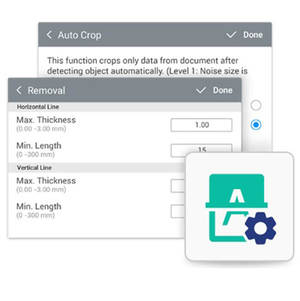 Auto Crop
Done
This function crops only data from document after
detecting object automatically. (Level 1: Noise size is
Removal
Done
Horizontal Line
Max. Thickness
(0.00 -3.00 mm)
1.00
Min. Length
(0 -300 mm)
15
Vertical Line
Max. Thickness
(0.00 -3.00 mm)
Min. Length
(0 -300 mm)
A